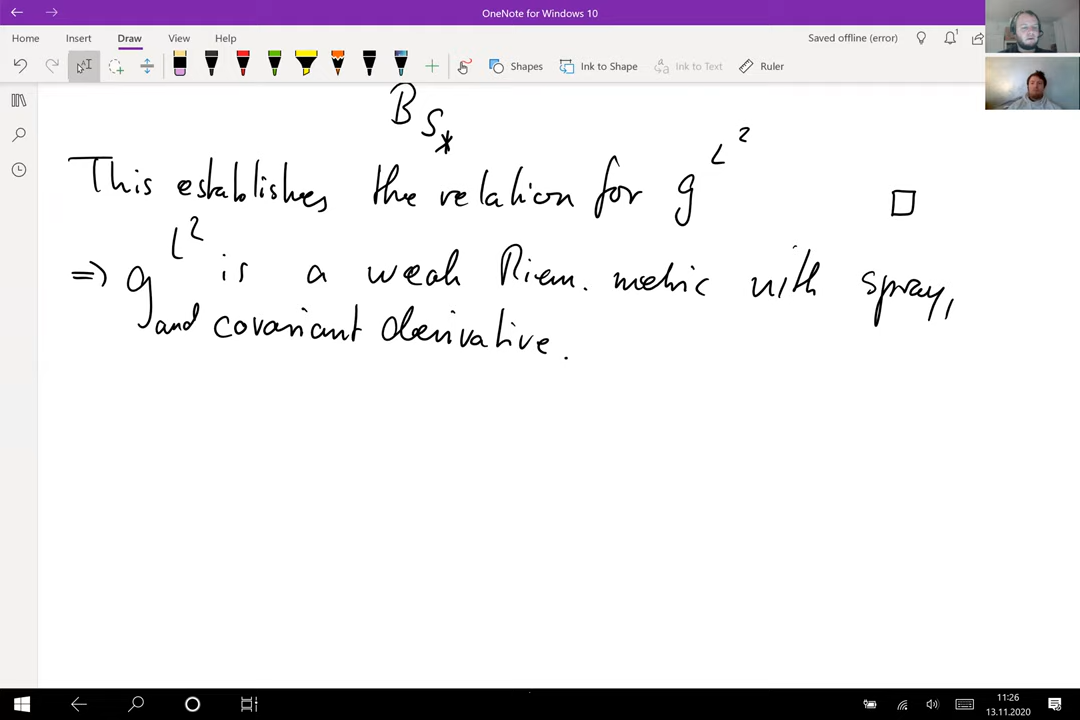 OneNote for Windows 10
Home Insert Draw View Help Saved offline (error)
Shapes Ink to Shape Ink to Text Ruler
B S*
This establishes the relation for g^L² □
=> g^L² is a weak Riem. metric with spray,
and covariant derivative.
11:26
13.11.2020